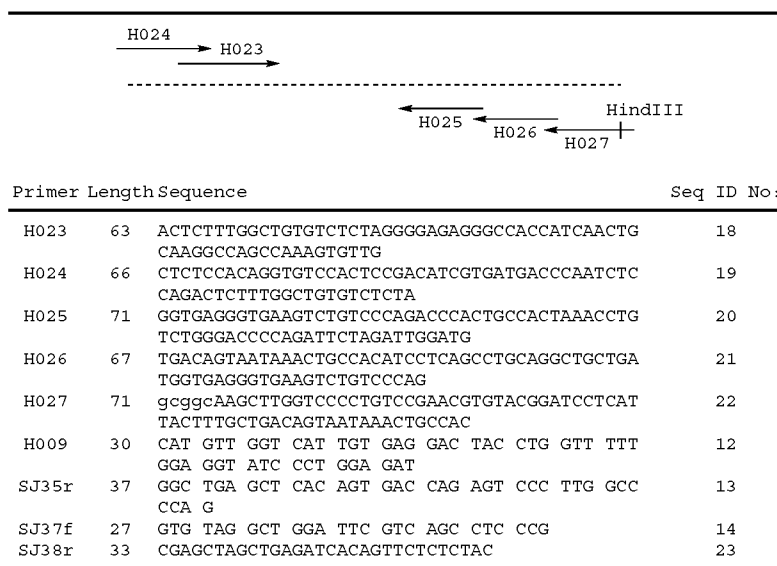 H024
H023
HindIII
H025
H026
H027
Primer Length Sequence Seq ID No:
H023 63 ACTCTTTGGCTGTGTCTCTAGGGGAGAGGGCCACCATCAACTG 18
CAAGGCCAGCCAAAGTGTTG
H024 66 CTCTCCACAGGTGTCCACTCCGACATCGTGATGACCCAATCTC 19
CAGACTCTTTGGCTGTGTCTCTA
H025 71 GGTGAGGGTGAAGTCTGTCCCAGACCCACTGCCACTAAACCTG 20
TCTGGGACCCCAGATTCTAGATTGGATG
H026 67 TGACAGTAATAAACTGCCACATCCTCAGCCTGCAGGCTGCTGA 21
TGGTGAGGGTGAAGTCTGTCCCAG
H027 71 gcggcAAGCTTGGTCCCCTGTCCGAACGTGTACGGATCCTCAT 22
TACTTTGCTGACAGTAATAAACTGCCAC
H009 30 CAT GTT GGT CAT TGT GAG GAC TAC CTG GTT TTT 12
GGA GGT ATC CCT GGA GAT
SJ35r 37 GGC TGA GCT CAC AGT GAC CAG AGT CCC TTG GCC 13
CCA G
SJ37f 27 GTG TAG GCT GGA TTC GTC AGC CTC CCG 14
SJ38r 33 CGAGCTAGCTGAGATCACAGTTCTCTCTAC 23